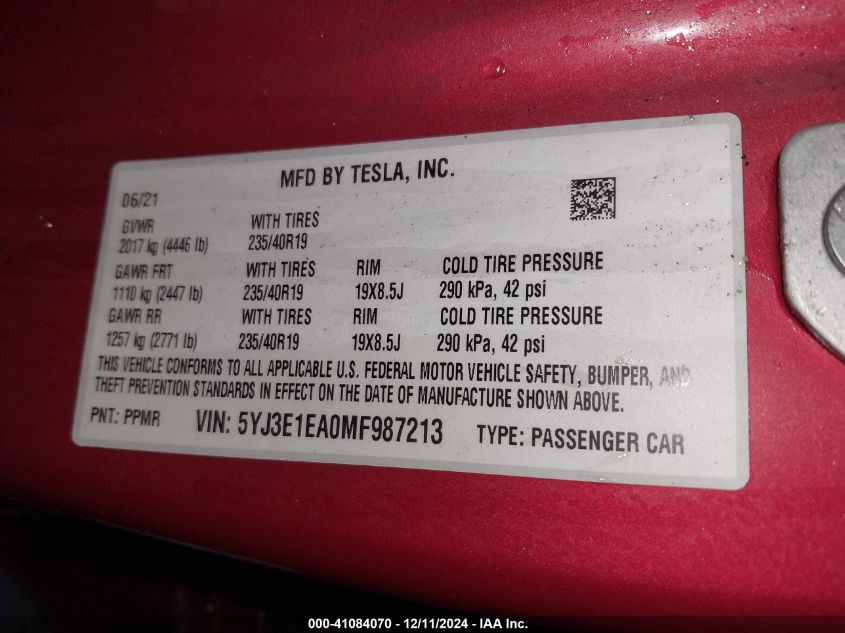 MFD BY TESLA, INC.
06/21
GVWR WITH TIRES
2017 kg (4446 lb) 235/40R19
GAWR FRT WITH TIRES RIM COLD TIRE PRESSURE
1110 kg (2447 lb) 235/40R19 19X8.5J 290 kPa, 42 psi
GAWR RR WITH TIRES RIM COLD TIRE PRESSURE
1257 kg (2771 lb) 235/40R19 19X8.5J 290 kPa, 42 psi
THIS VEHICLE CONFORMS TO ALL APPLICABLE U.S. FEDERAL MOTOR VEHICLE SAFETY, BUMPER, AND
THEFT PREVENTION STANDARDS IN EFFECT ON THE DATE OF MANUFACTURE SHOWN ABOVE.
PNT: PPMR VIN: 5YJ3E1EA0MF987213 TYPE: PASSENGER CAR
000-41084070 - 12/11/2024 - IAA Inc.